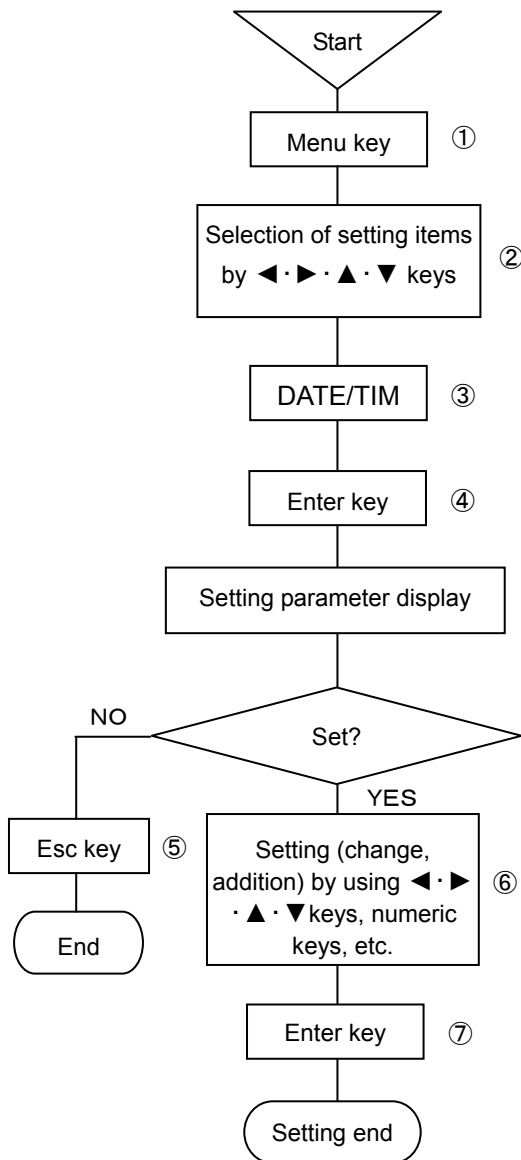 Start
Menu key ①
Selection of setting items
by ◀・▶・▲・▼ keys
②
DATE/TIM ③
Enter key ④
Setting parameter display
Set?
NO
YES
Esc key ⑤
End
Setting (change,
addition) by using ◀・▶
・▲・▼keys, numeric
keys, etc.
⑥
Enter key ⑦
Setting end